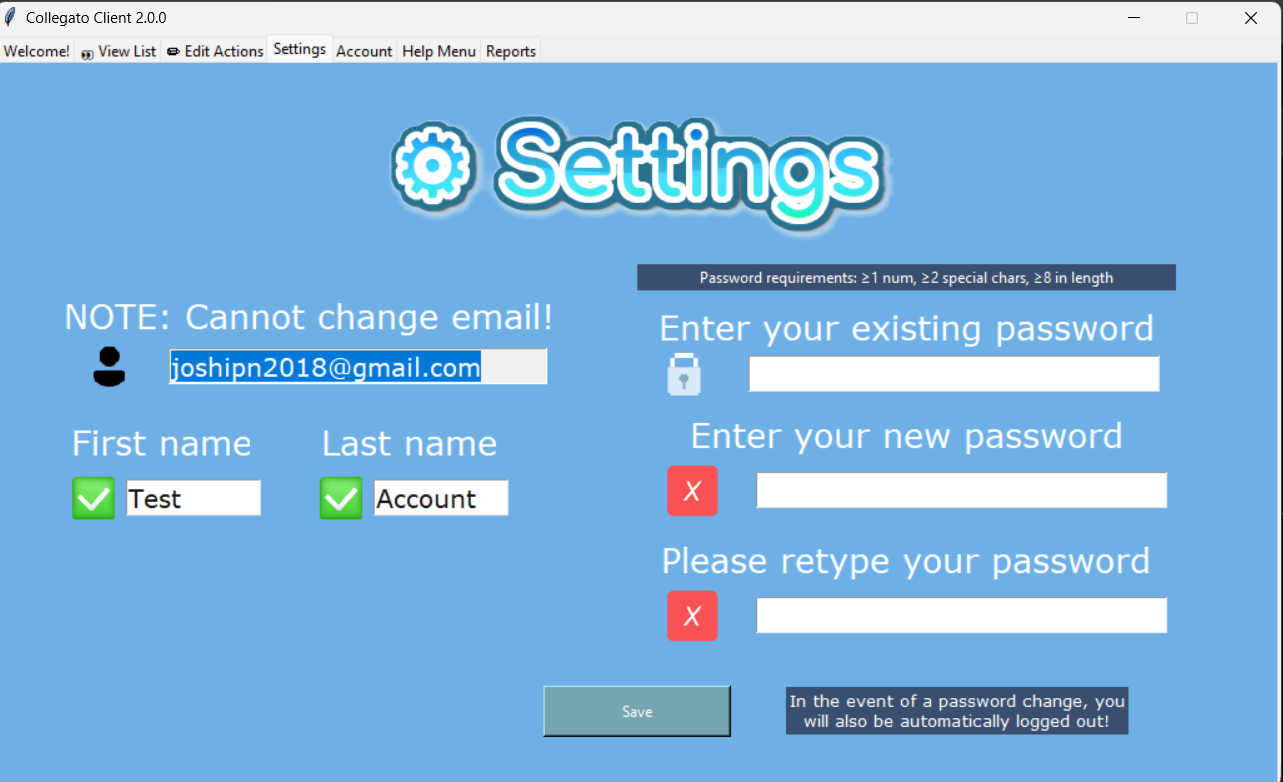 Collegato Client 2.0.0
Welcome! View List Edit Actions Settings Account Help Menu Reports
Settings
Password requirements: ≥1 num, ≥2 special chars, ≥8 in length
NOTE: Cannot change email!
joshipn2018@gmail.com
First name
Last name
Test
Account
Enter your existing password
Enter your new password
X
Please retype your password
X
Save
In the event of a password change, you
will also be automatically logged out!